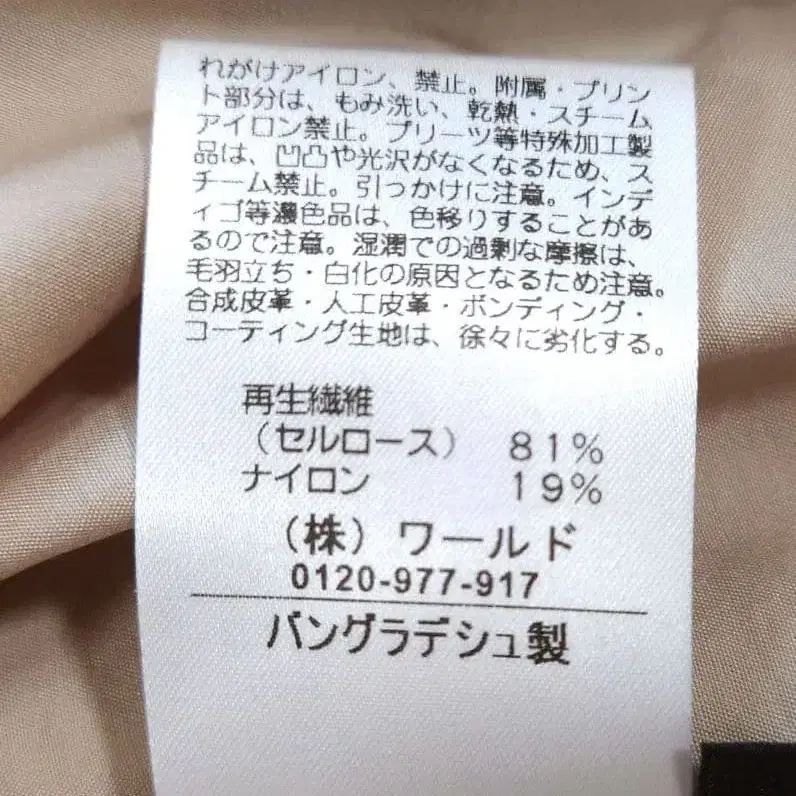 れがけアイロン、禁止。附属・プリン
ト部分は、もみ洗い、乾熱・スチーム
アイロン禁止。プリーツ等特殊加工製
品は、凹凸や光沢がなくなるため、ス
チーム禁止。引っかけに注意。インデ
ィゴ等濃色品は、色移りすることがあ
るので注意。湿潤での過剰な摩擦は、
毛羽立ち・白化の原因となるため注意。
合成皮革・人工皮革・ボンディング・
コーティング生地は、徐々に劣化する。
再生繊維
（セルロース） 81%
ナイロン 19%
（株）ワールド
0120-977-917
バングラデシュ製